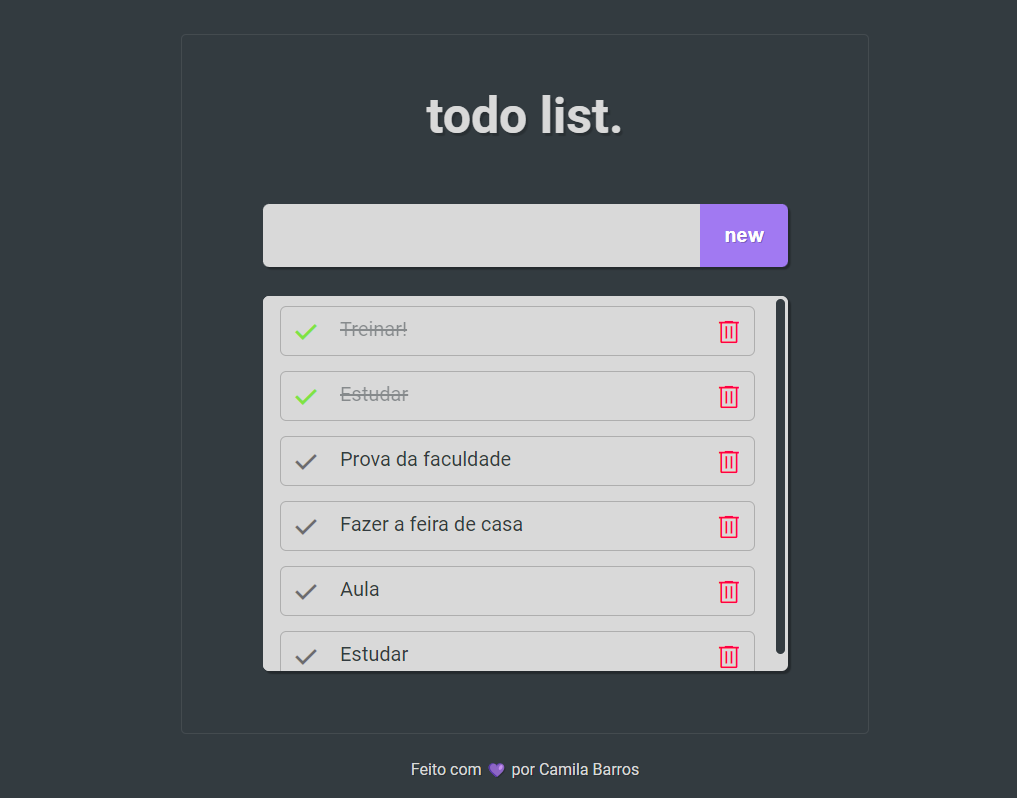 todo list.
new
Treinar!
Estudar
Prova da faculdade
Fazer a feira de casa
Aula
Estudar
Feito com 💜 por Camila Barros